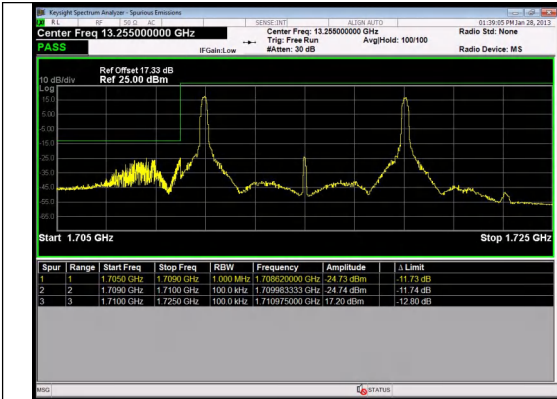 Keysight Spectrum Analyzer - Spurious Emissions
RL RF 50 Ω AC SENSE:INT ALIGN AUTO 01:39:05 PM Jan 28, 2013
Center Freq 13.255000000 GHz
Center Freq: 13.255000000 GHz
Radio Std: None
Trig: Free Run Avg|Hold: 100/100
PASS IFGain:Low #Atten: 30 dB Radio Device: MS
Ref Offset 17.33 dB
10 dB/div Ref 25.00 dBm
Log
15.0
5.00
-5.00
-15.0
-25.0
-35.0
-45.0
-55.0
-65.0
Start 1.705 GHz Stop 1.725 GHz
Spur Range Start Freq Stop Freq RBW Frequency Amplitude Δ Limit
1 1 1.7050 GHz 1.7090 GHz 1.000 MHz 1.708620000 GHz -24.73 dBm -11.73 dB
2 2 1.7090 GHz 1.7100 GHz 100.0 kHz 1.709983333 GHz -24.74 dBm -11.74 dB
3 3 1.7100 GHz 1.7250 GHz 100.0 kHz 1.710975000 GHz 17.20 dBm -12.80 dB
MSG STATUS